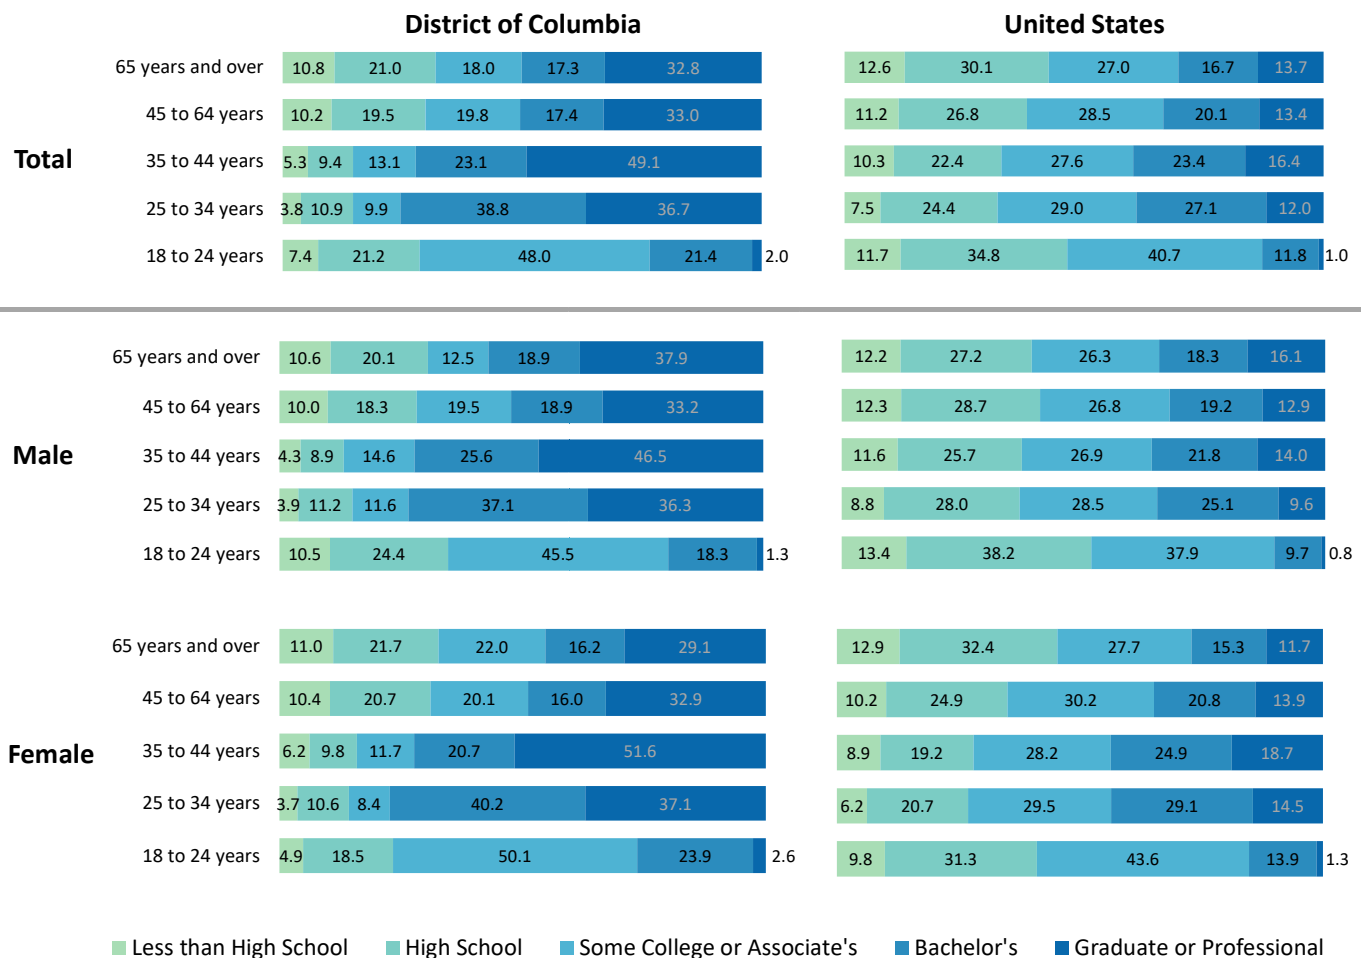 District of Columbia United States
Total
65 years and over 10.8 21.0 18.0 17.3 32.8 12.6 30.1 27.0 16.7 13.7
45 to 64 years 10.2 19.5 19.8 17.4 33.0 11.2 26.8 28.5 20.1 13.4
35 to 44 years 5.3 9.4 13.1 23.1 49.1 10.3 22.4 27.6 23.4 16.4
25 to 34 years 3.8 10.9 9.9 38.8 36.7 7.5 24.4 29.0 27.1 12.0
18 to 24 years 7.4 21.2 48.0 21.4 2.0 11.7 34.8 40.7 11.8 1.0
Male
65 years and over 10.6 20.1 12.5 18.9 37.9 12.2 27.2 26.3 18.3 16.1
45 to 64 years 10.0 18.3 19.5 18.9 33.2 12.3 28.7 26.8 19.2 12.9
35 to 44 years 4.3 8.9 14.6 25.6 46.5 11.6 25.7 26.9 21.8 14.0
25 to 34 years 3.9 11.2 11.6 37.1 36.3 8.8 28.0 28.5 25.1 9.6
18 to 24 years 10.5 24.4 45.5 18.3 1.3 13.4 38.2 37.9 9.7 0.8
Female
65 years and over 11.0 21.7 22.0 16.2 29.1 12.9 32.4 27.7 15.3 11.7
45 to 64 years 10.4 20.7 20.1 16.0 32.9 10.2 24.9 30.2 20.8 13.9
35 to 44 years 6.2 9.8 11.7 20.7 51.6 8.9 19.2 28.2 24.9 18.7
25 to 34 years 3.7 10.6 8.4 40.2 37.1 6.2 20.7 29.5 29.1 14.5
18 to 24 years 4.9 18.5 50.1 23.9 2.6 9.8 31.3 43.6 13.9 1.3
Less than High School High School Some College or Associate's Bachelor's Graduate or Professional